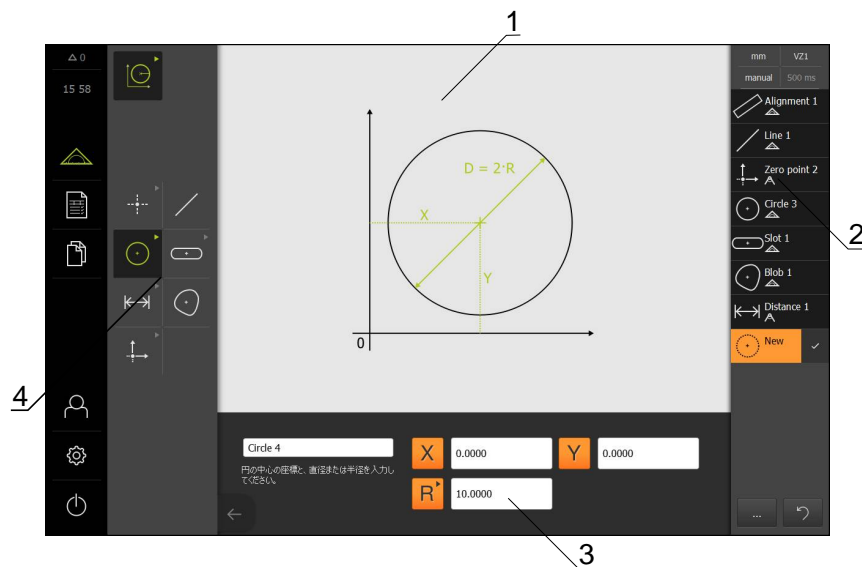 1
△ 0
mm VZ1
15 58
manual 500 ms
Alignment 1
Line 1
D = 2·R
Zero point 2
X
Circle 3
2
Slot 1
Y
Blob 1
Distance 1
0
New
4
Circle 4
X 0.0000 Y 0.0000
円の中心の座標と、直径または半径を入力し
てください。
R 10.0000
...
3